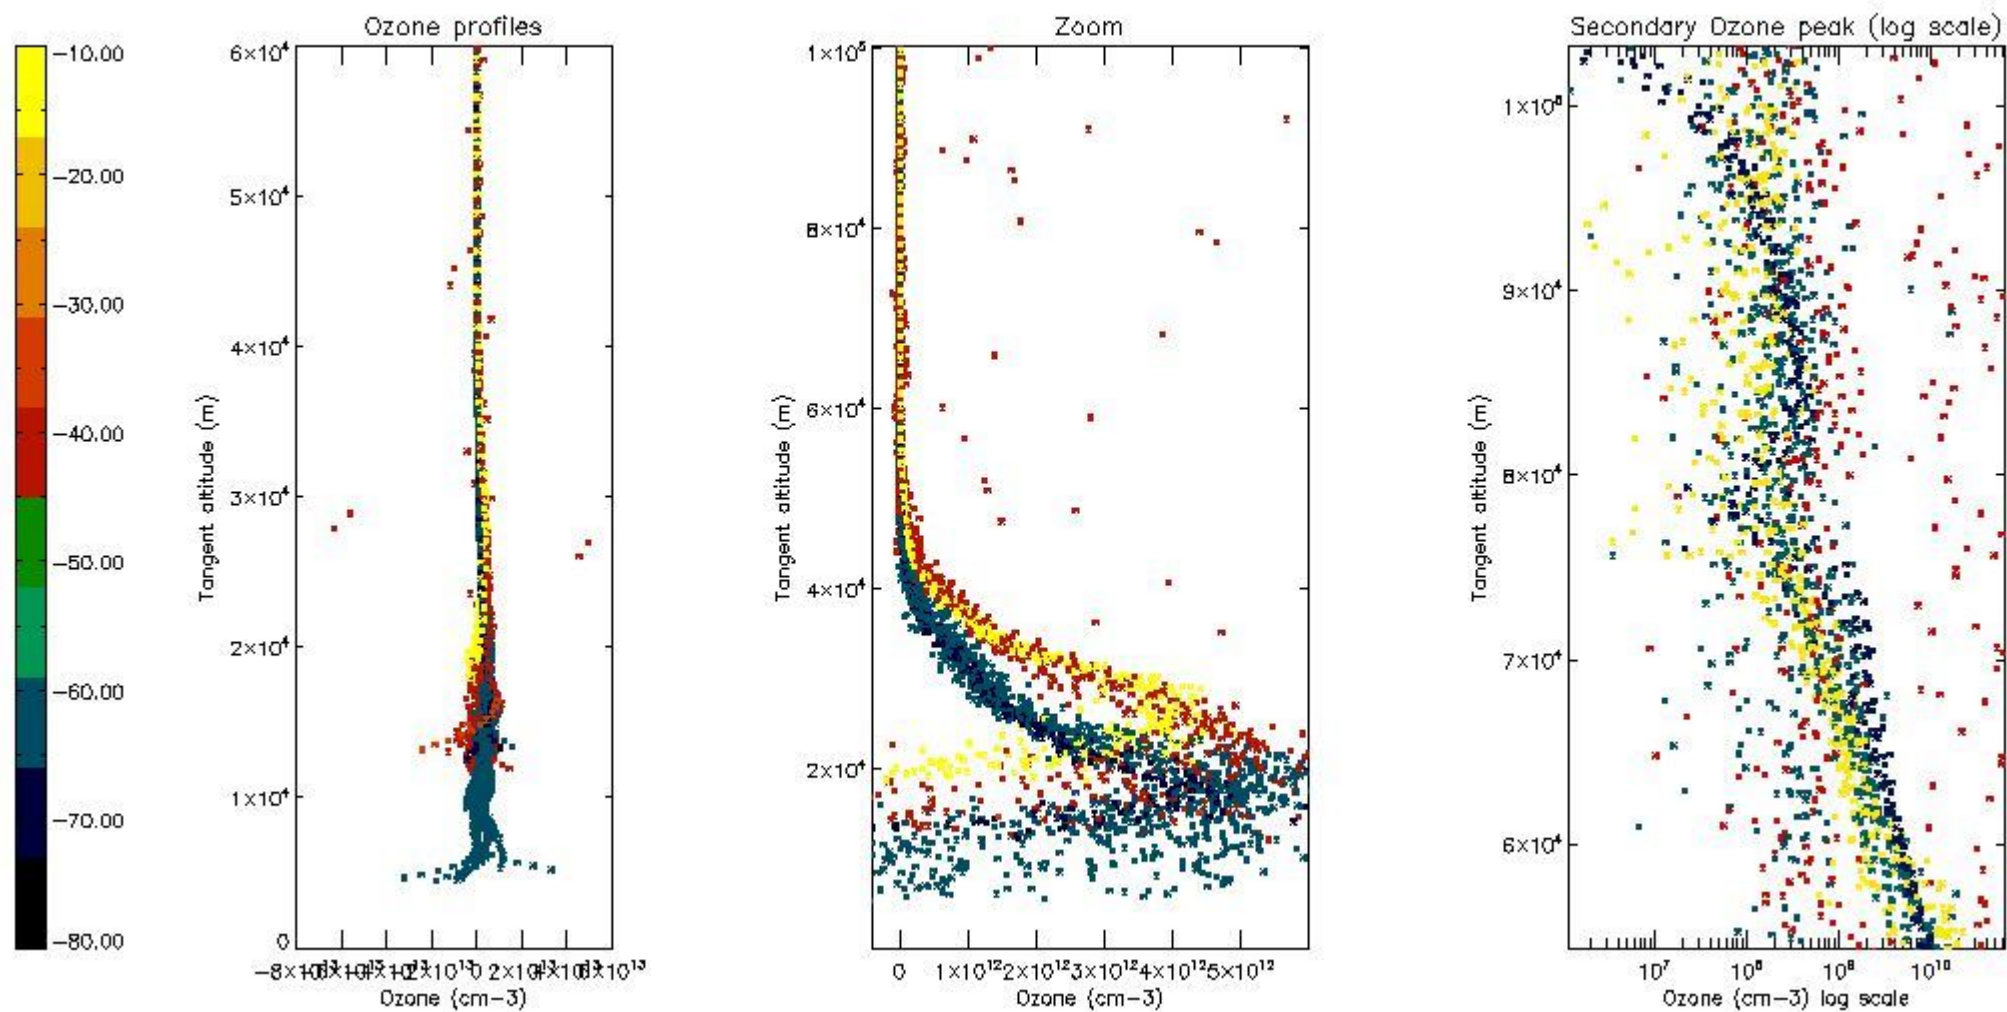 Ozone profiles
Zoom
Secondary Ozone peak (log scale)
−10.00
−20.00
−30.00
−40.00
−50.00
−60.00
−70.00
−80.00
6×10⁴
5×10⁴
4×10⁴
3×10⁴
2×10⁴
1×10⁴
0
Tangent altitude (m)
0
Ozone (cm−3)
1×10⁵
8×10⁴
6×10⁴
4×10⁴
2×10⁴
Tangent altitude (m)
0 1×10¹² 2×10¹² 3×10¹² 4×10¹² 5×10¹²
Ozone (cm−3)
9×10⁴
8×10⁴
7×10⁴
6×10⁴
Tangent altitude (m)
10⁷ 10⁸ 10⁹ 10¹⁰
Ozone (cm−3) log scale